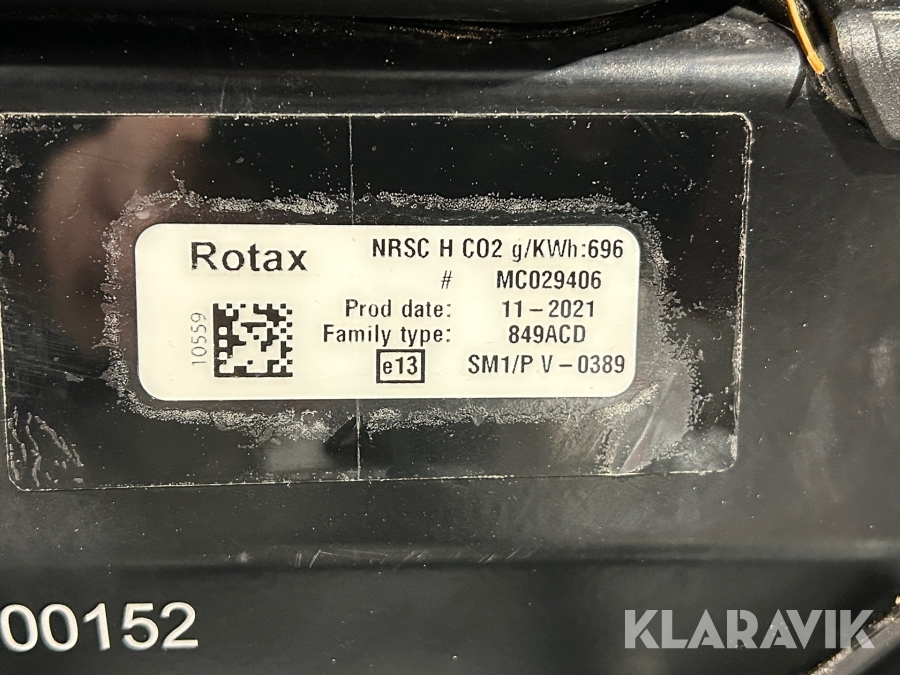 Rotax
NRSC H CO2 g/KWh:696
# MC029406
Prod date: 11-2021
Family type: 849ACD
e13 SM1/P V-0389
10559
00152
KLARAVIK